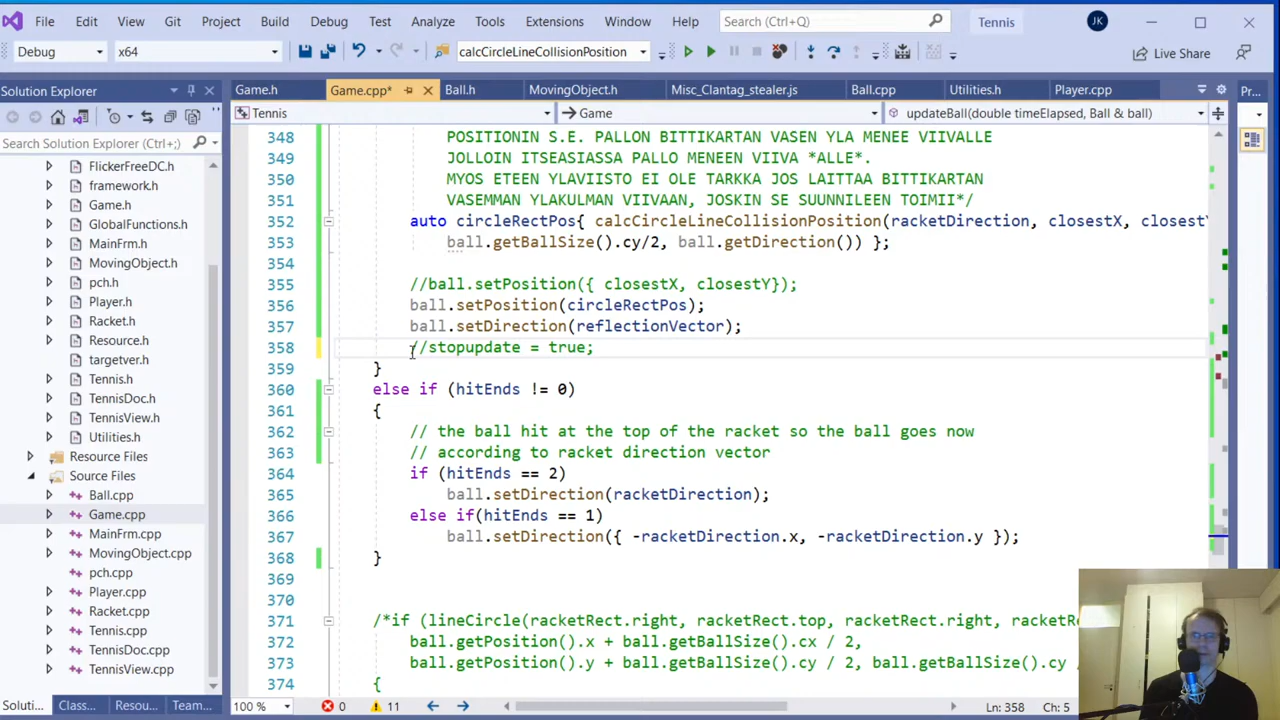 File Edit View Git Project Build Debug Test Analyze Tools Extensions Window Help Search (Ctrl+Q) Tennis JK
Debug x64 calcCircleLineCollisionPosition Live Share
Solution Explorer
Game.h Game.cpp* Ball.h MovingObject.h Misc_Clantag_stealer.js Ball.cpp Utilities.h Player.cpp Pr...
Tennis Game updateBall(double timeElapsed, Ball & ball)
Search Solution Explorer (Ctrl+;)
FlickerFreeDC.h
framework.h
Game.h
GlobalFunctions.h
MainFrm.h
MovingObject.h
pch.h
Player.h
Racket.h
Resource.h
targetver.h
Tennis.h
TennisDoc.h
TennisView.h
Utilities.h
Resource Files
Source Files
Ball.cpp
Game.cpp
MainFrm.cpp
MovingObject.cpp
pch.cpp
Player.cpp
Racket.cpp
Tennis.cpp
TennisDoc.cpp
TennisView.cpp
Soluti... Class... Resou... Team...
348 POSITIONIN S.E. PALLON BITTIKARTAN VASEN YLA MENEE VIIVALLE
349 JOLLOIN ITSEASIASSA PALLO MENEEN VIIVA *ALLE*.
350 MYOS ETEEN YLAVIISTO EI OLE TARKKA JOS LAITTAA BITTIKARTAN
351 VASEMMAN YLAKULMAN VIIVAAN, JOSKIN SE SUUNNILEEN TOIMII*/
352 auto circleRectPos{ calcCircleLineCollisionPosition(racketDirection, closestX, closestY
353 ball.getBallSize().cy/2, ball.getDirection()) };
354
355 //ball.setPosition({ closestX, closestY});
356 ball.setPosition(circleRectPos);
357 ball.setDirection(reflectionVector);
358 //stopupdate = true;
359 }
360 else if (hitEnds != 0)
361 {
362 // the ball hit at the top of the racket so the ball goes now
363 // according to racket direction vector
364 if (hitEnds == 2)
365 ball.setDirection(racketDirection);
366 else if(hitEnds == 1)
367 ball.setDirection({ -racketDirection.x, -racketDirection.y });
368 }
369
370
371 /*if (lineCircle(racketRect.right, racketRect.top, racketRect.right, racketRe
372 ball.getPosition().x + ball.getBallSize().cx / 2,
373 ball.getPosition().y + ball.getBallSize().cy / 2, ball.getBallSize().cy /
374 {
100 % 0 11 Ln: 358 Ch: 5